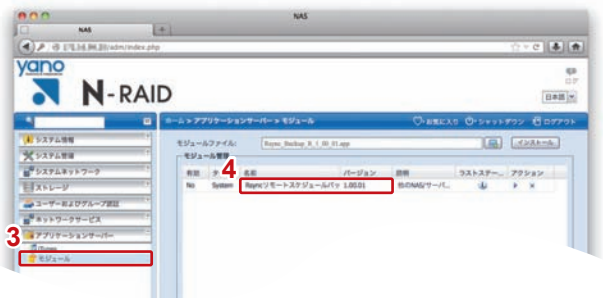 NAS
NAS
/adm/index.php
yano
N-RAID
日本語
ホーム > アプリケーションサーバー > モジュール
お気に入り シャットダウン ログアウト
システム情報
システム管理
システムネットワーク
ストレージ
ユーザーおよびグループ認証
ネットワークサービス
3
アプリケーションサーバー
iTunes
モジュール
モジュールファイル:
Rsync_Backup_R_1_00_01.app
インストール
モジュール管理
4
有効
名前
バージョン
説明
ラストステー...
アクション
No
System
Rsyncリモートスケジュールバッ
1.00.01
他のNAS/サーバ...